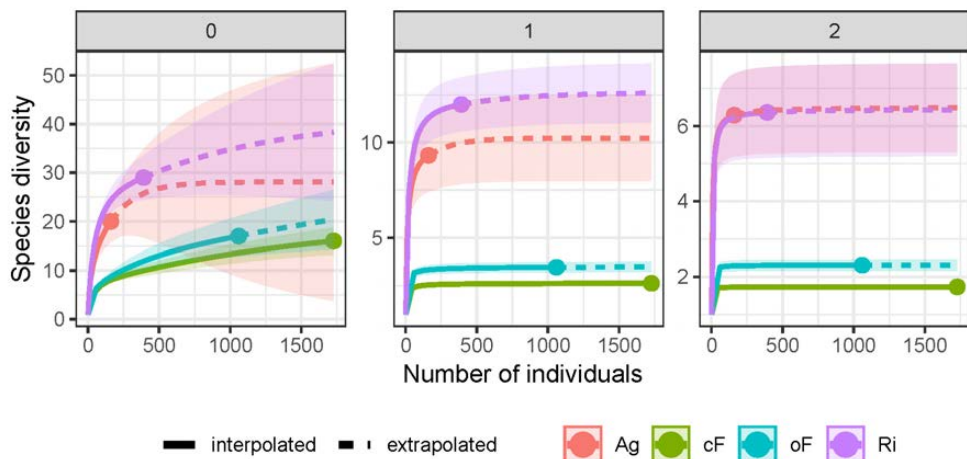 0 1 2
Species diversity
50
40
30
20
10
0
10
5
6
4
2
0 500 1000 1500 0 500 1000 1500 0 500 1000 1500
Number of individuals
interpolated extrapolated Ag cF oF Ri